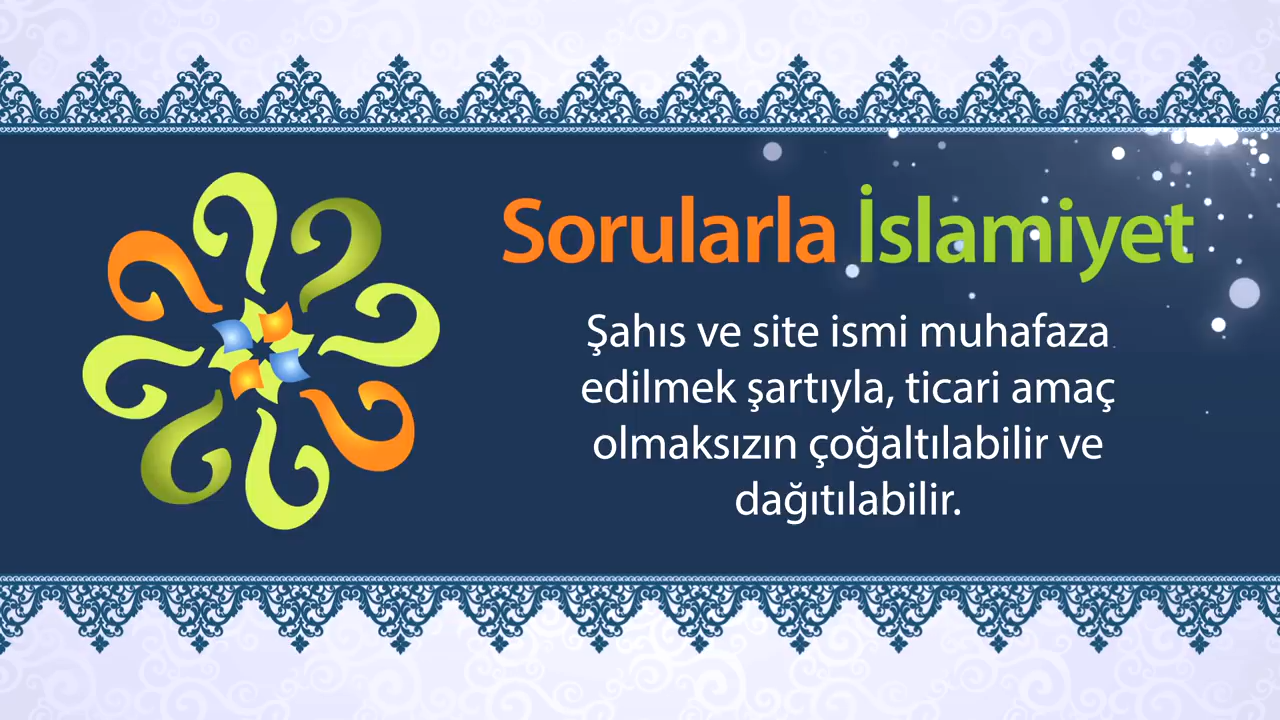 Sorularla İslamiyet
Şahıs ve site ismi muhafaza
edilmek şartıyla, ticari amaç
olmaksızın çoğaltılabilir ve
dağıtılabilir.